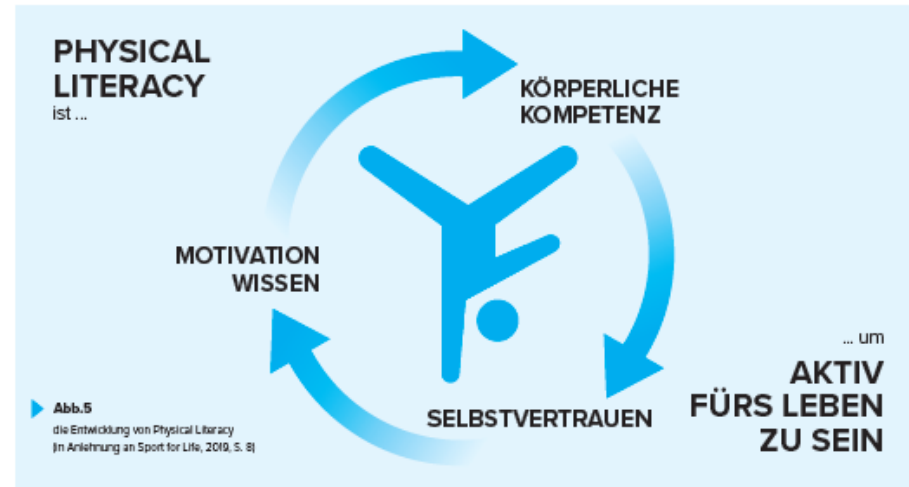 PHYSICAL
LITERACY
ist ...
KÖRPERLICHE
KOMPETENZ
MOTIVATION
WISSEN
SELBSTVERTRAUEN
... um
AKTIV
FÜRS LEBEN
ZU SEIN
Abb.5
die Entwicklung von Physical Literacy
(in Anlehnung an Sport for Life, 2019, S. 8)